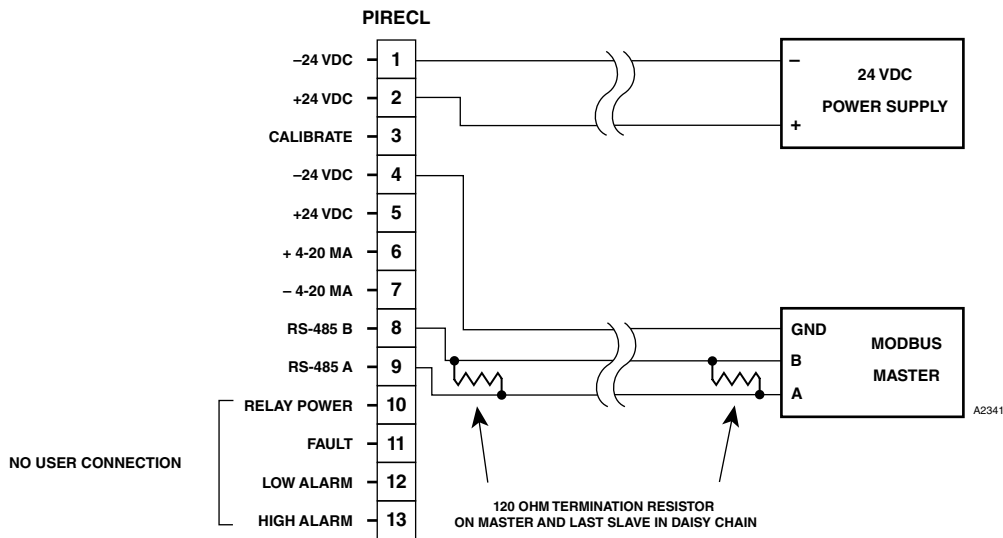 PIRECL
–24 VDC 1
+24 VDC 2
CALIBRATE 3
–24 VDC 4
+24 VDC 5
+ 4-20 MA 6
– 4-20 MA 7
RS-485 B 8
RS-485 A 9
RELAY POWER 10
FAULT 11
LOW ALARM 12
HIGH ALARM 13
NO USER CONNECTION
–
+
24 VDC
POWER SUPPLY
GND
B
A
MODBUS
MASTER
A2341
120 OHM TERMINATION RESISTOR
ON MASTER AND LAST SLAVE IN DAISY CHAIN